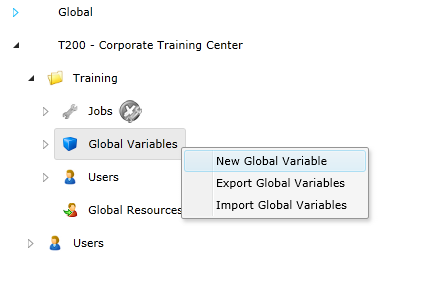 Global
T200 - Corporate Training Center
Training
Jobs
Global Variables
New Global Variable
Export Global Variables
Users
Import Global Variables
Global Resources
Users